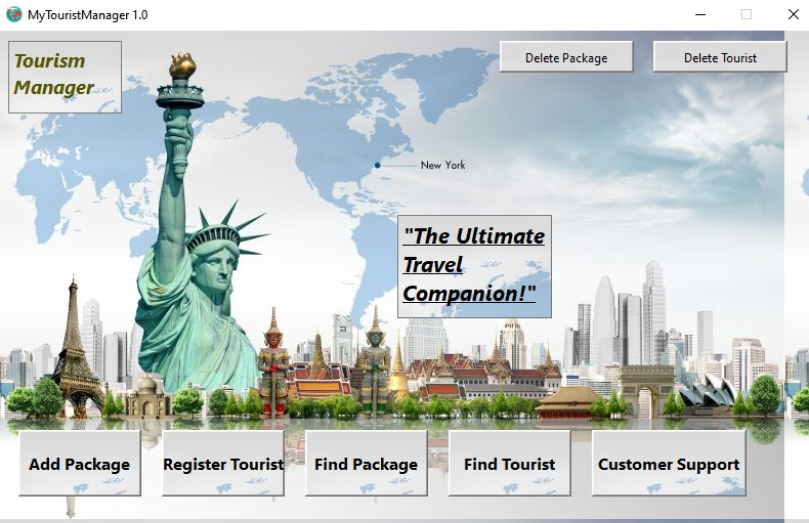 MyTouristManager 1.0
Tourism
Manager
Delete Package
Delete Tourist
New York
"The Ultimate
Travel
Companion!"
Add Package
Register Tourist
Find Package
Find Tourist
Customer Support